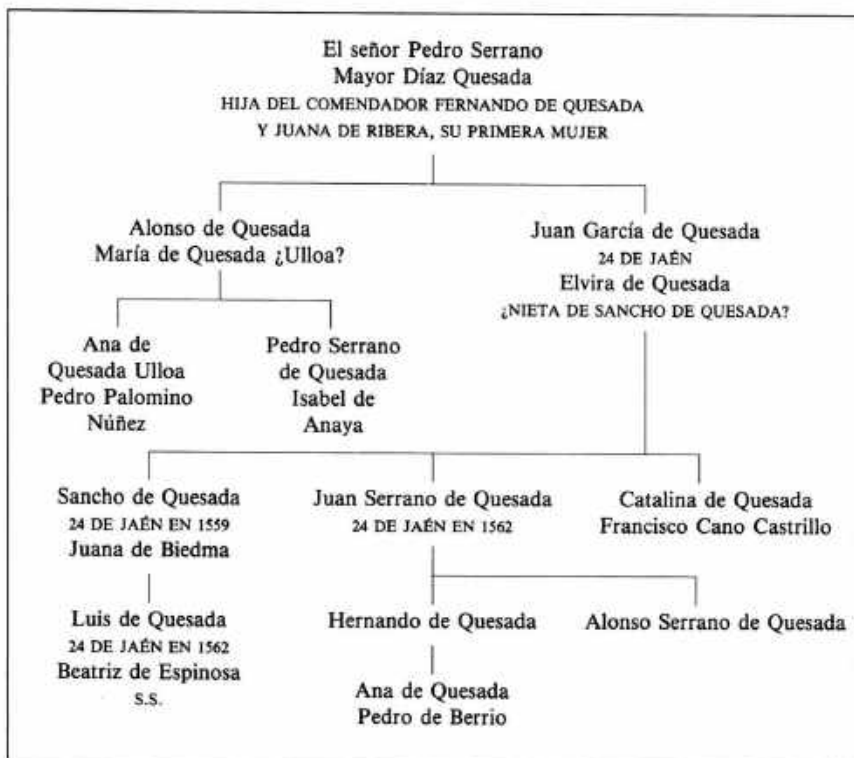 El señor Pedro Serrano
Mayor Díaz Quesada
HIJA DEL COMENDADOR FERNANDO DE QUESADA
Y JUANA DE RIBERA, SU PRIMERA MUJER
Alonso de Quesada
María de Quesada ¿Ulloa?
Juan García de Quesada
24 DE JAÉN
Elvira de Quesada
¿NIETA DE SANCHO DE QUESADA?
Ana de
Quesada Ulloa
Pedro Palomino
Núñez
Pedro Serrano
de Quesada
Isabel de
Anaya
Sancho de Quesada
24 DE JAÉN EN 1559
Juana de Biedma
Juan Serrano de Quesada
24 DE JAÉN EN 1562
Catalina de Quesada
Francisco Cano Castrillo
Luis de Quesada
24 DE JAÉN EN 1562
Beatriz de Espinosa
S.S.
Hernando de Quesada
Alonso Serrano de Quesada
Ana de Quesada
Pedro de Berrio